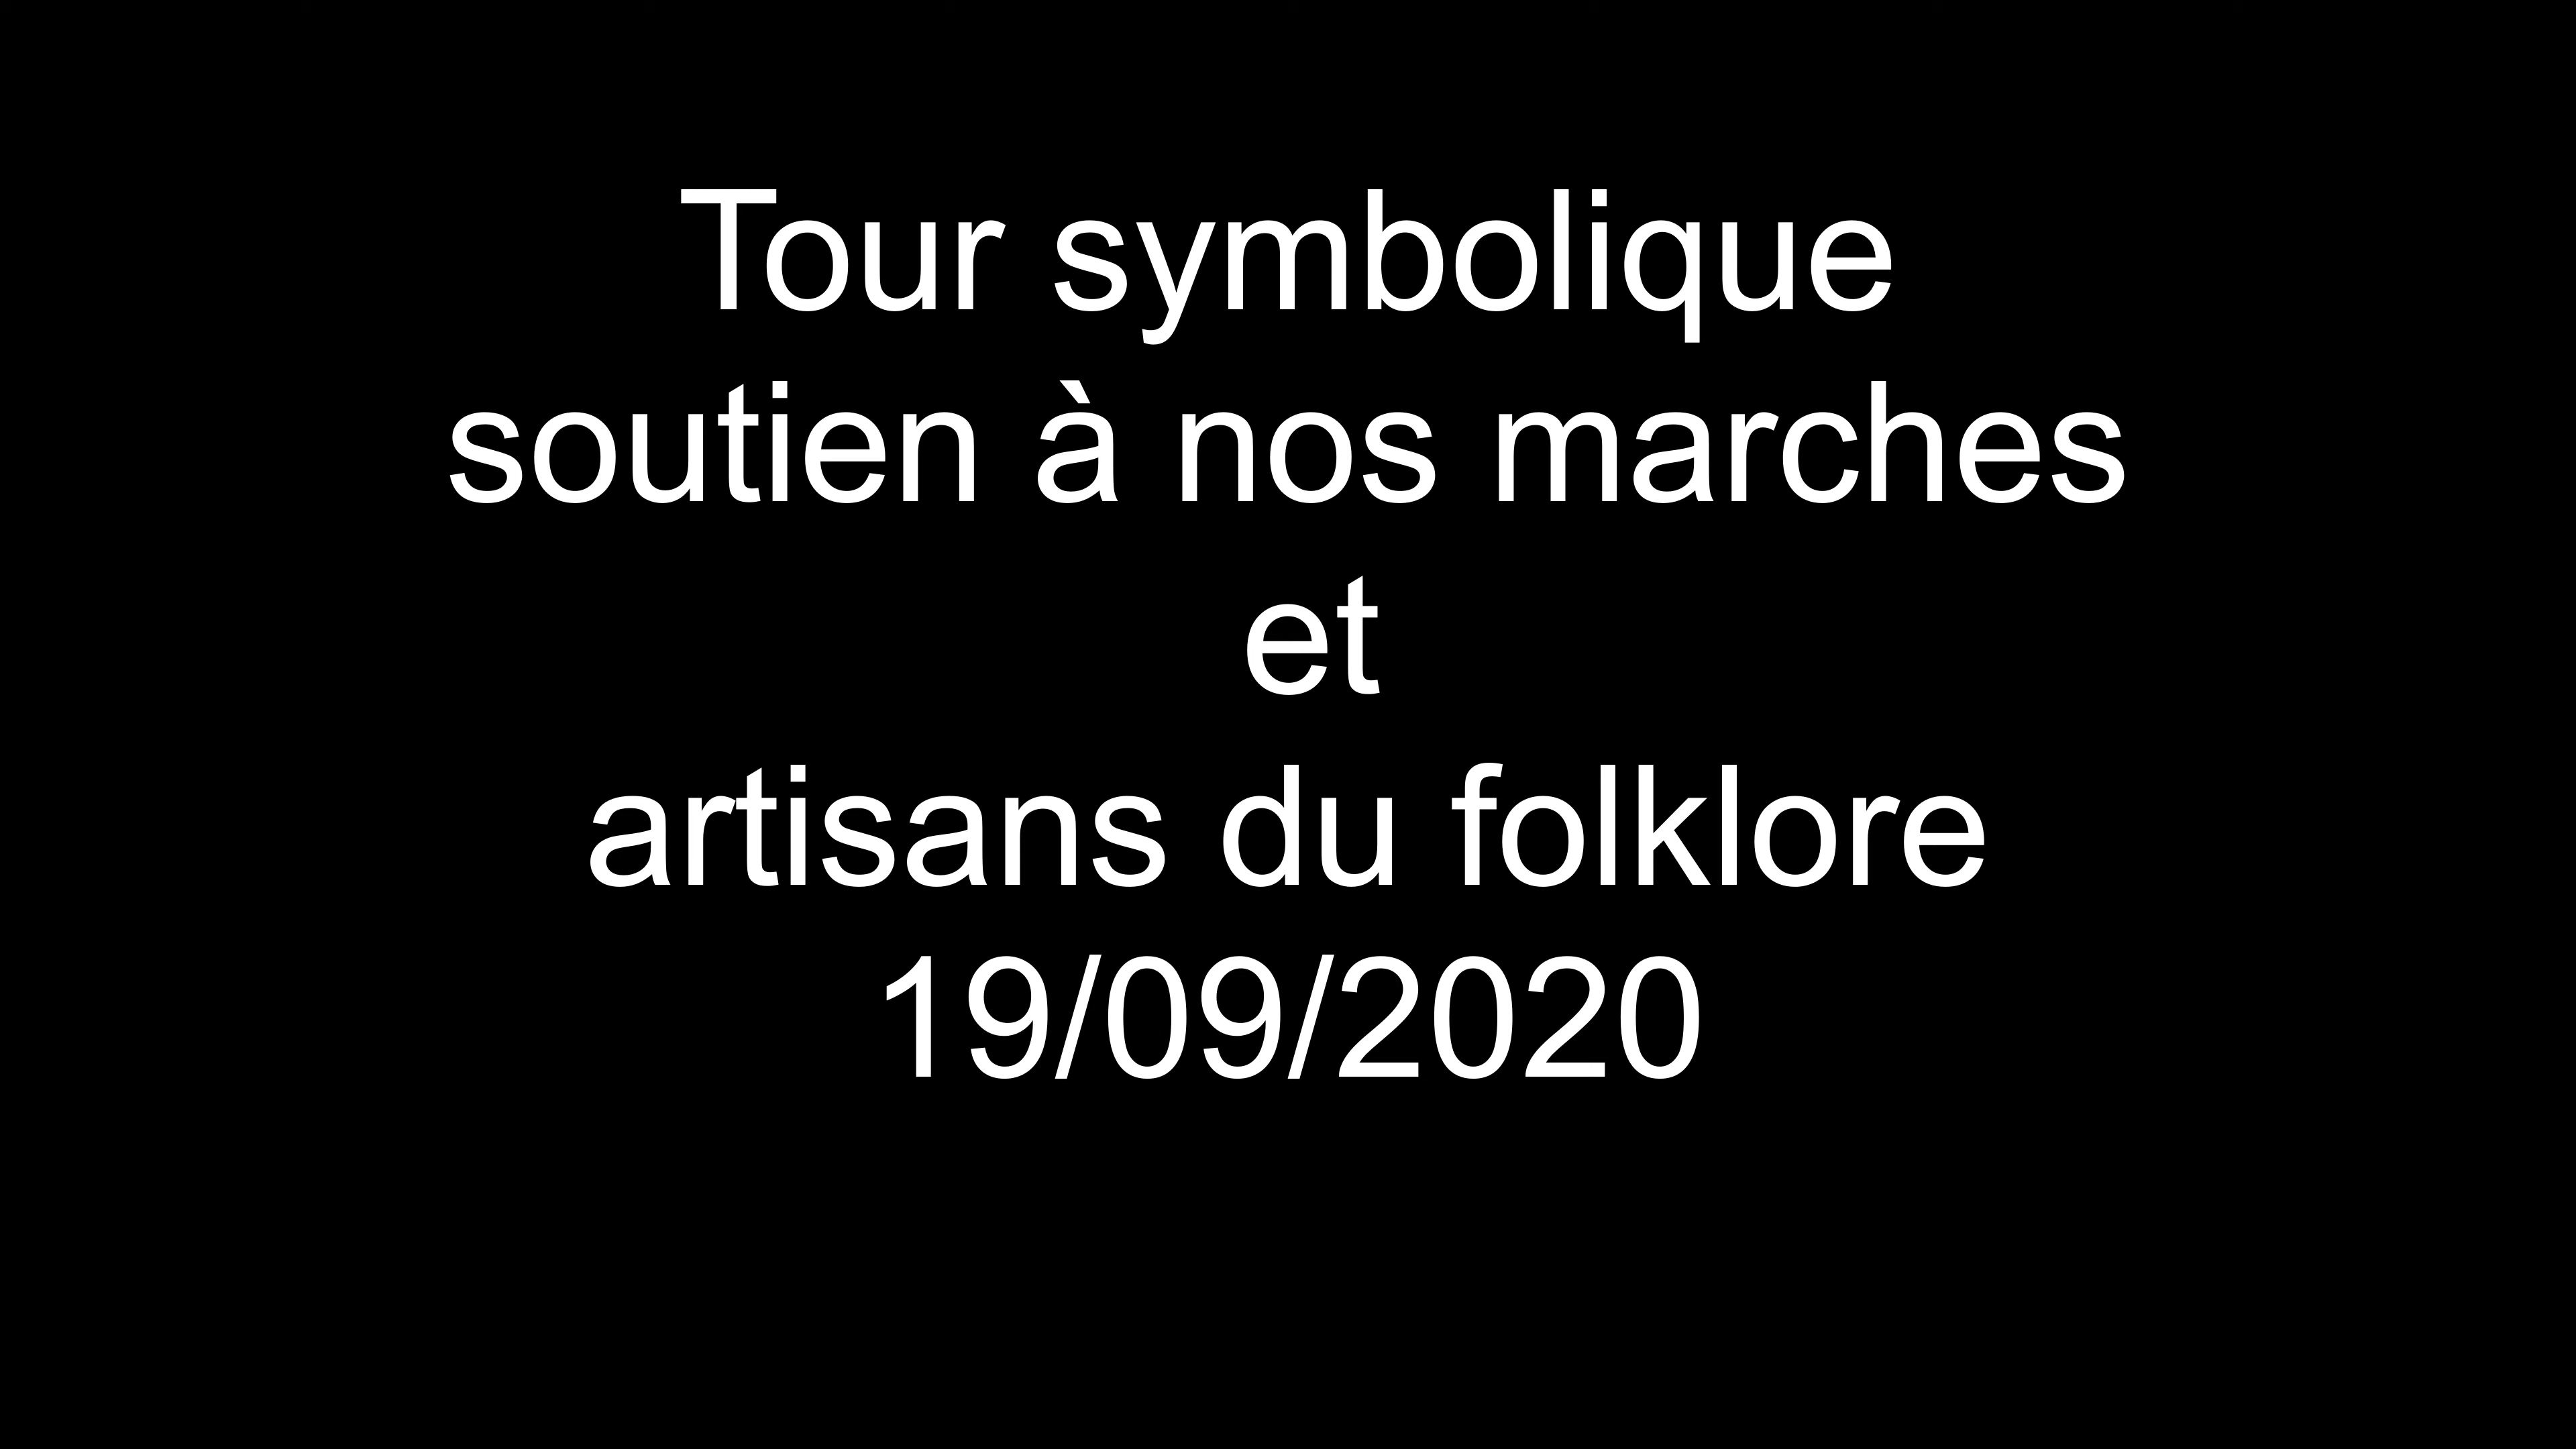 Tour symbolique
soutien à nos marches
et
artisans du folklore
19/09/2020